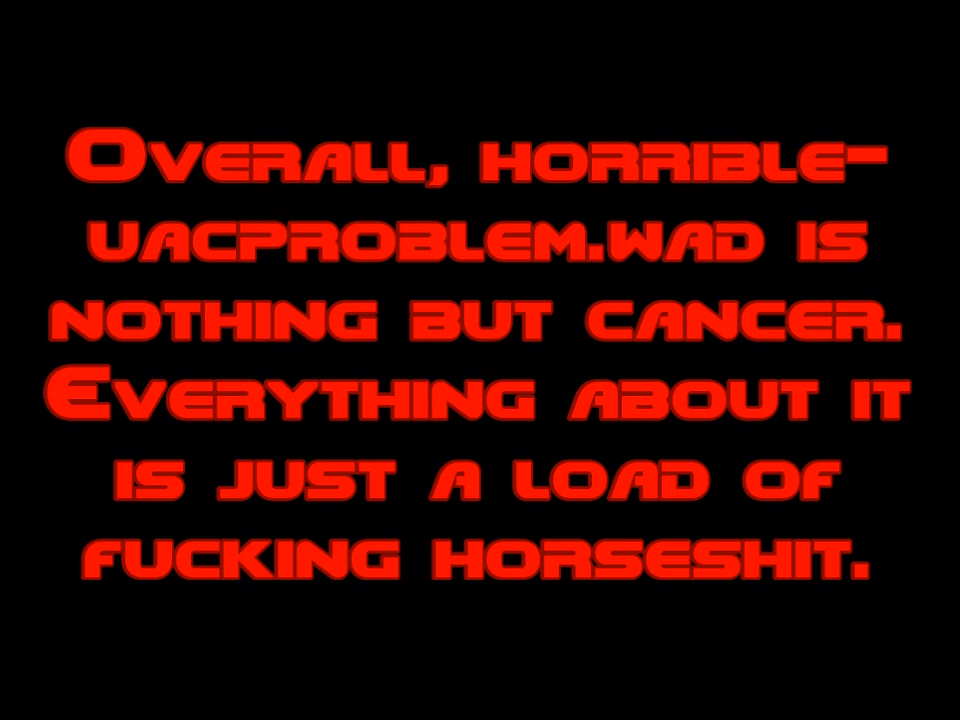 Overall, horrible-
uacproblem.wad is
nothing but cancer.
Everything about it
is just a load of
fucking horseshit.